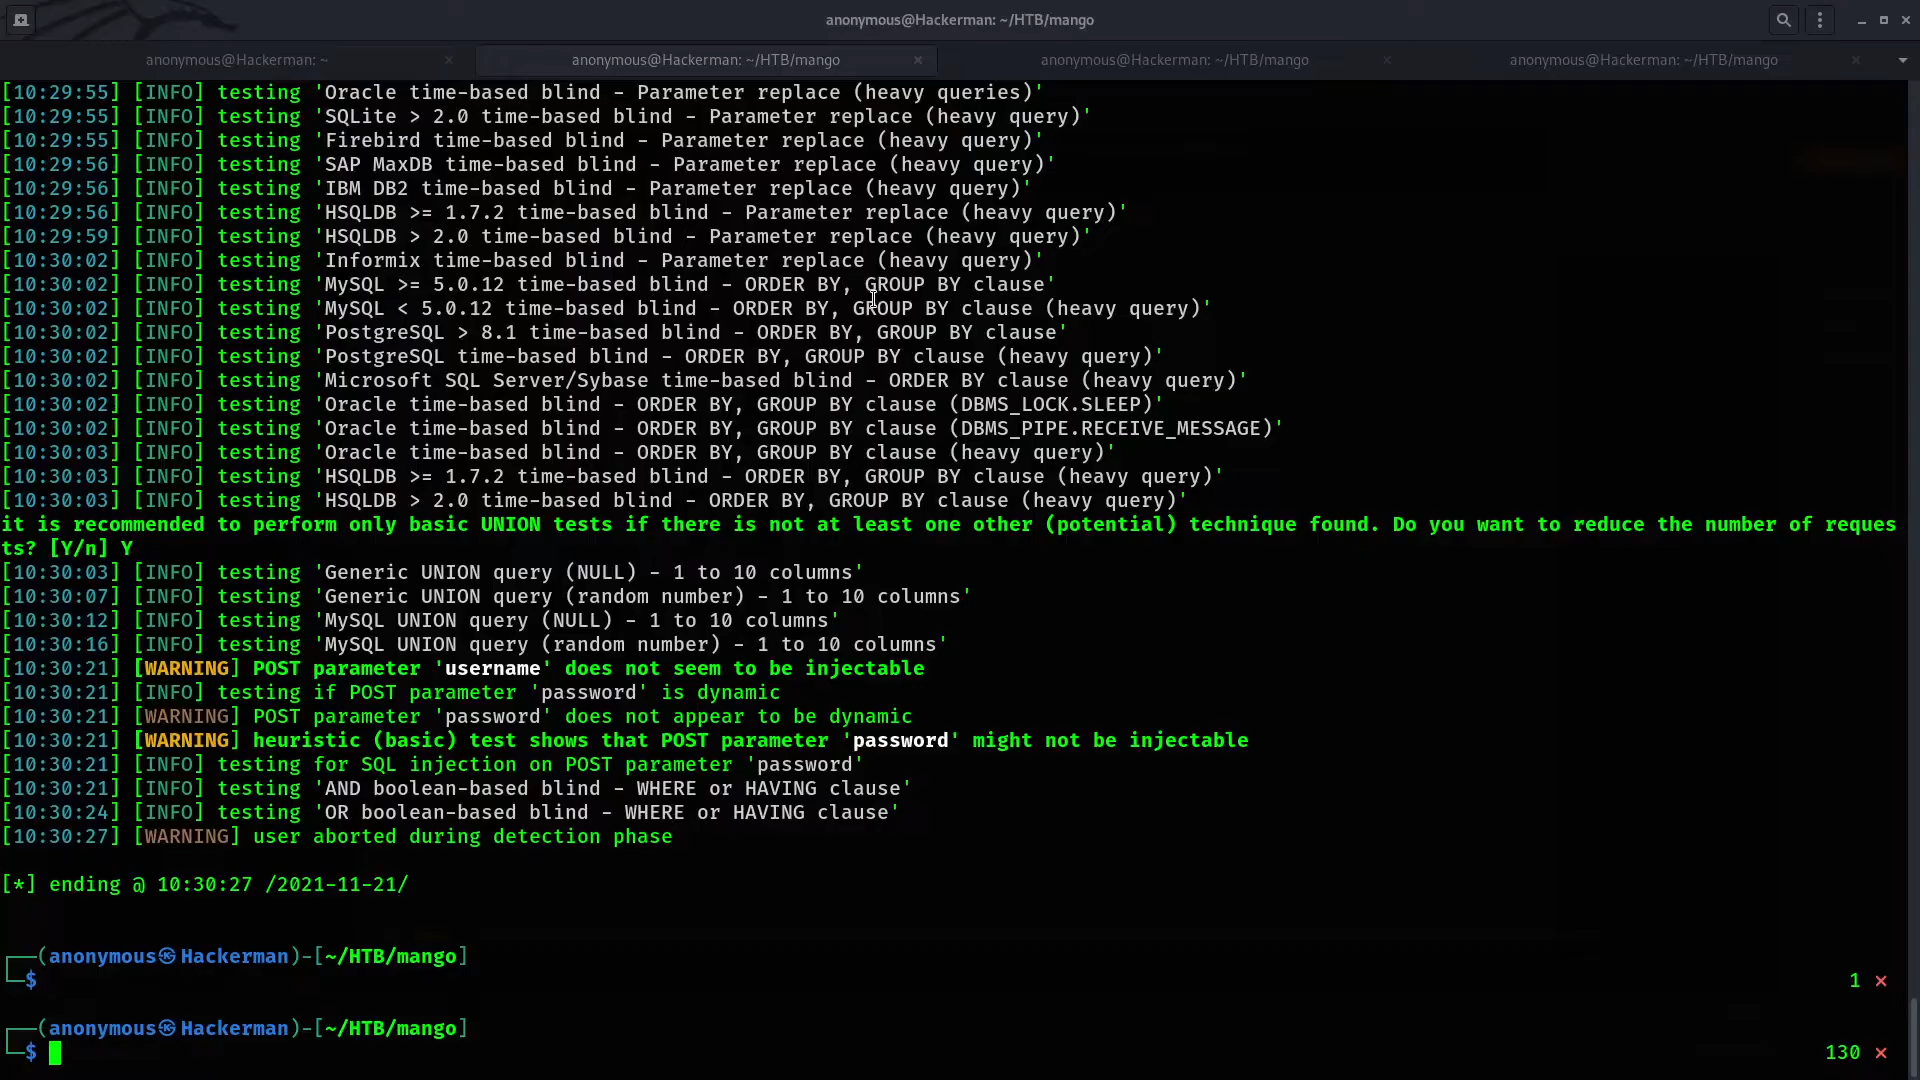 anonymous@Hackerman: ~/HTB/mango
anonymous@Hackerman: ~ × anonymous@Hackerman: ~/HTB/mango × anonymous@Hackerman: ~/HTB/mango × anonymous@Hackerman: ~/HTB/mango ×
[10:29:55] [INFO] testing 'Oracle time-based blind - Parameter replace (heavy queries)'
[10:29:55] [INFO] testing 'SQLite > 2.0 time-based blind - Parameter replace (heavy query)'
[10:29:55] [INFO] testing 'Firebird time-based blind - Parameter replace (heavy query)'
[10:29:56] [INFO] testing 'SAP MaxDB time-based blind - Parameter replace (heavy query)'
[10:29:56] [INFO] testing 'IBM DB2 time-based blind - Parameter replace (heavy query)'
[10:29:56] [INFO] testing 'HSQLDB >= 1.7.2 time-based blind - Parameter replace (heavy query)'
[10:29:59] [INFO] testing 'HSQLDB > 2.0 time-based blind - Parameter replace (heavy query)'
[10:30:02] [INFO] testing 'Informix time-based blind - Parameter replace (heavy query)'
[10:30:02] [INFO] testing 'MySQL >= 5.0.12 time-based blind - ORDER BY, GROUP BY clause'
[10:30:02] [INFO] testing 'MySQL < 5.0.12 time-based blind - ORDER BY, GROUP BY clause (heavy query)'
[10:30:02] [INFO] testing 'PostgreSQL > 8.1 time-based blind - ORDER BY, GROUP BY clause'
[10:30:02] [INFO] testing 'PostgreSQL time-based blind - ORDER BY, GROUP BY clause (heavy query)'
[10:30:02] [INFO] testing 'Microsoft SQL Server/Sybase time-based blind - ORDER BY clause (heavy query)'
[10:30:02] [INFO] testing 'Oracle time-based blind - ORDER BY, GROUP BY clause (DBMS_LOCK.SLEEP)'
[10:30:02] [INFO] testing 'Oracle time-based blind - ORDER BY, GROUP BY clause (DBMS_PIPE.RECEIVE_MESSAGE)'
[10:30:03] [INFO] testing 'Oracle time-based blind - ORDER BY, GROUP BY clause (heavy query)'
[10:30:03] [INFO] testing 'HSQLDB >= 1.7.2 time-based blind - ORDER BY, GROUP BY clause (heavy query)'
[10:30:03] [INFO] testing 'HSQLDB > 2.0 time-based blind - ORDER BY, GROUP BY clause (heavy query)'
it is recommended to perform only basic UNION tests if there is not at least one other (potential) technique found. Do you want to reduce the number of reques
ts? [Y/n] Y
[10:30:03] [INFO] testing 'Generic UNION query (NULL) - 1 to 10 columns'
[10:30:07] [INFO] testing 'Generic UNION query (random number) - 1 to 10 columns'
[10:30:12] [INFO] testing 'MySQL UNION query (NULL) - 1 to 10 columns'
[10:30:16] [INFO] testing 'MySQL UNION query (random number) - 1 to 10 columns'
[10:30:21] [WARNING] POST parameter 'username' does not seem to be injectable
[10:30:21] [INFO] testing if POST parameter 'password' is dynamic
[10:30:21] [WARNING] POST parameter 'password' does not appear to be dynamic
[10:30:21] [WARNING] heuristic (basic) test shows that POST parameter 'password' might not be injectable
[10:30:21] [INFO] testing for SQL injection on POST parameter 'password'
[10:30:21] [INFO] testing 'AND boolean-based blind - WHERE or HAVING clause'
[10:30:24] [INFO] testing 'OR boolean-based blind - WHERE or HAVING clause'
[10:30:27] [WARNING] user aborted during detection phase
[*] ending @ 10:30:27 /2021-11-21/
┌──(anonymous㉿Hackerman)-[~/HTB/mango]
└─$ 1 ×
┌──(anonymous㉿Hackerman)-[~/HTB/mango]
└─$ 130 ×